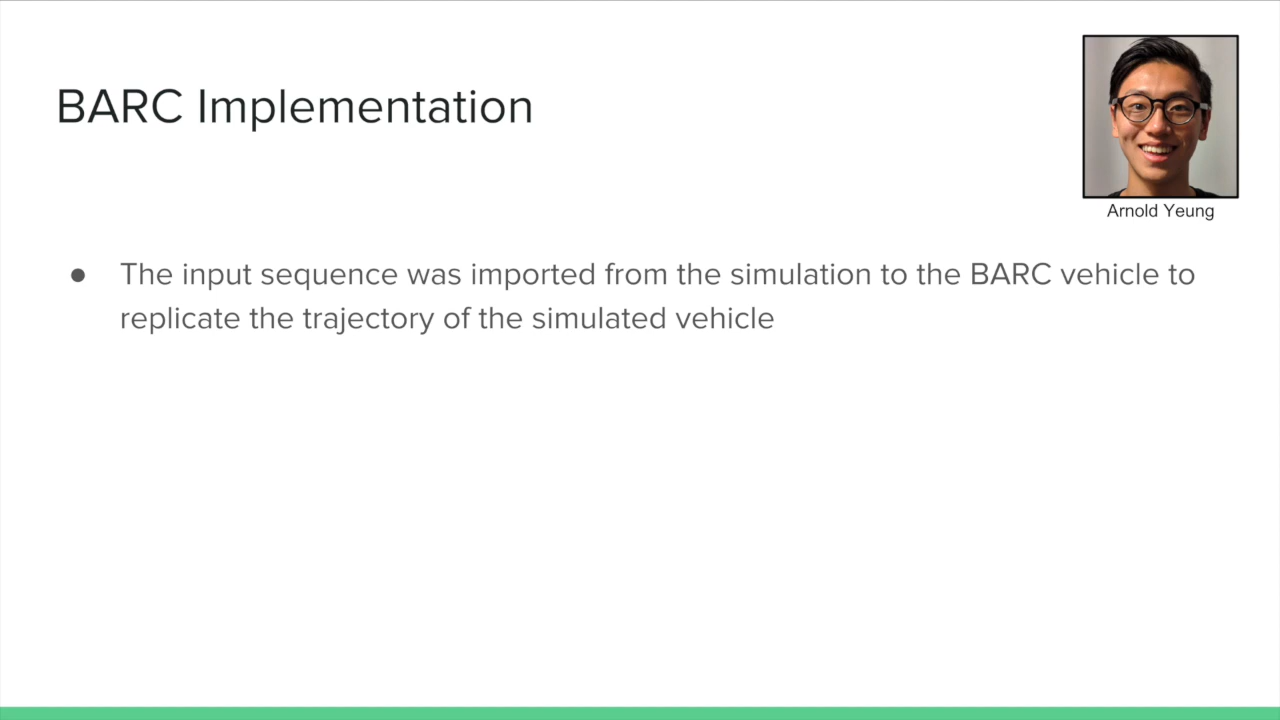 BARC Implementation
Arnold Yeung
● The input sequence was imported from the simulation to the BARC vehicle to
replicate the trajectory of the simulated vehicle